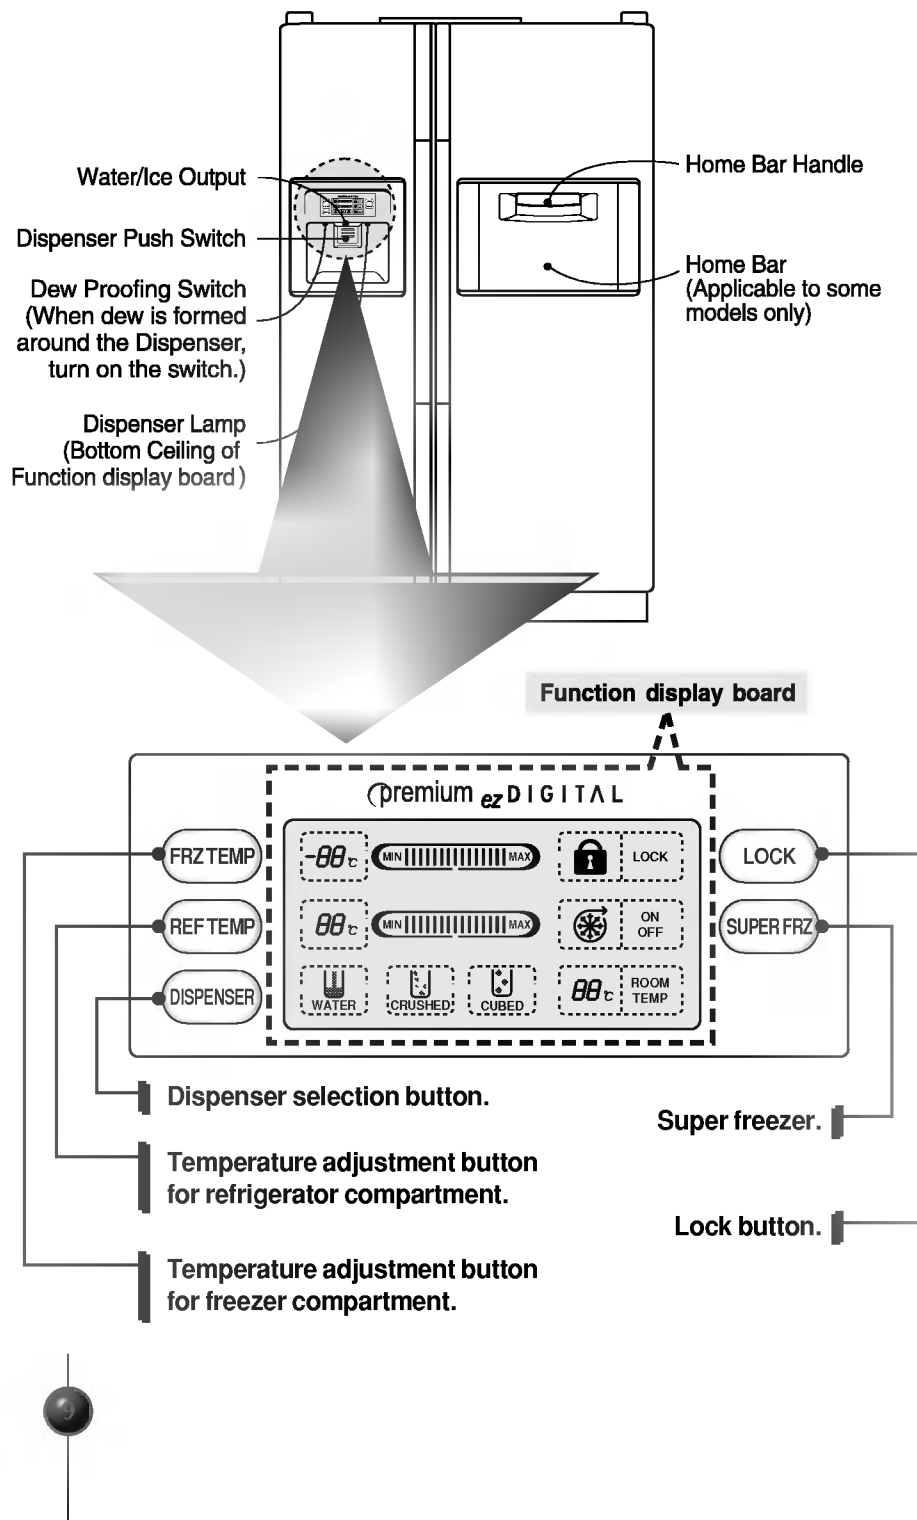 Water/Ice Output
Dispenser Push Switch
Dew Proofing Switch
(When dew is formed
around the Dispenser,
turn on the switch.)
Dispenser Lamp
(Bottom Ceiling of
Function display board)
Home Bar Handle
Home Bar
(Applicable to some
models only)
Function display board
premium ez DIGITAL
FRZ TEMP
REF TEMP
DISPENSER
-88 °C
MIN MAX
LOCK
88 °C
MIN MAX
ON
OFF
WATER
CRUSHED
CUBED
88 °C
ROOM
TEMP
LOCK
SUPER FRZ
Dispenser selection button.
Temperature adjustment button
for refrigerator compartment.
Temperature adjustment button
for freezer compartment.
Super freezer.
Lock button.
9